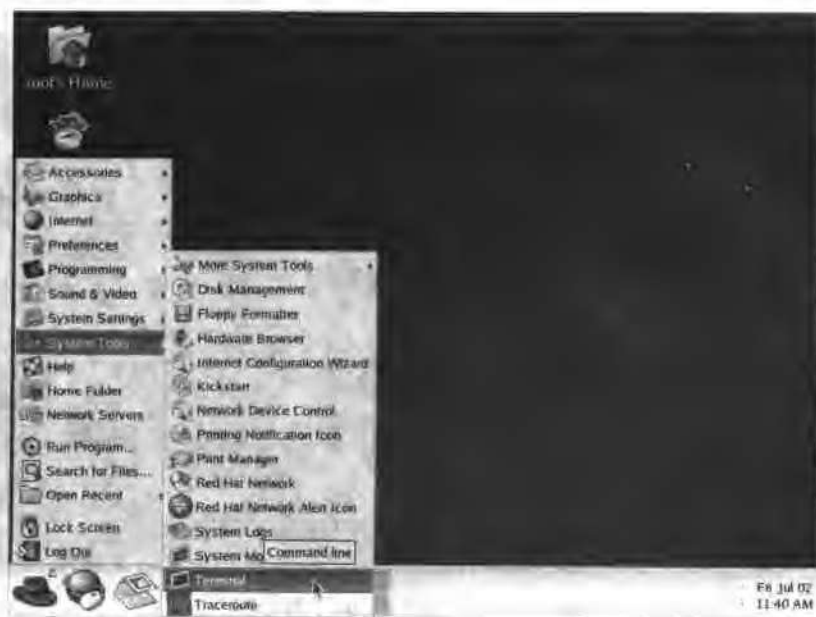 root's Home
Accessories
Graphics
Internet
Preferences
Programming
Sound & Video
System Settings
System Tools
Help
Home Folder
Network Servers
Run Program...
Search for Files...
Open Recent
Lock Screen
Log Out
More System Tools
Disk Management
Floppy Formatter
Hardware Browser
Internet Configuration Wizard
Kickstart
Network Device Control
Printing Notification Icon
Print Manager
Red Hat Network
Red Hat Network Alert Icon
System Logs
System Mo
Command line
Terminal
Traceroute
Fri Jul 02
11:40 AM